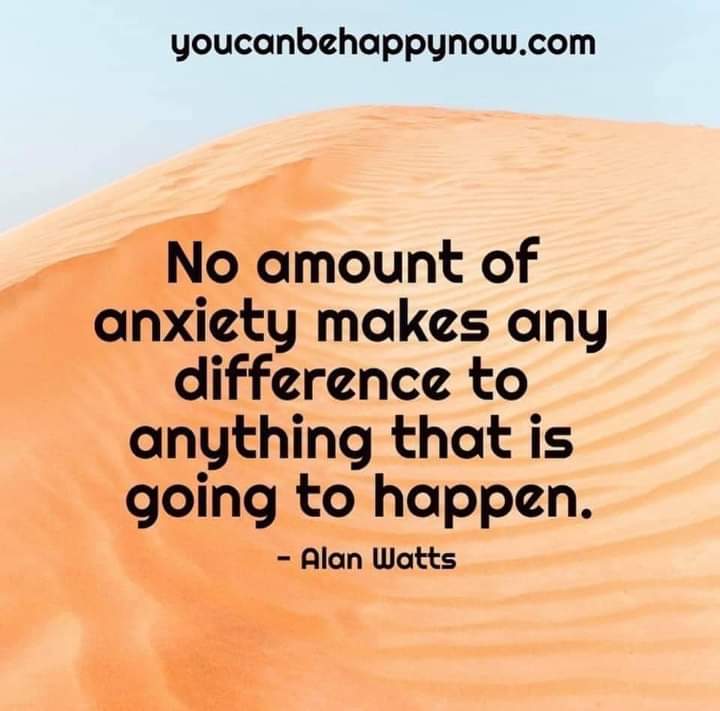 youcanbehappynow.com
No amount of
anxiety makes any
difference to
anything that is
going to happen.
- Alan Watts